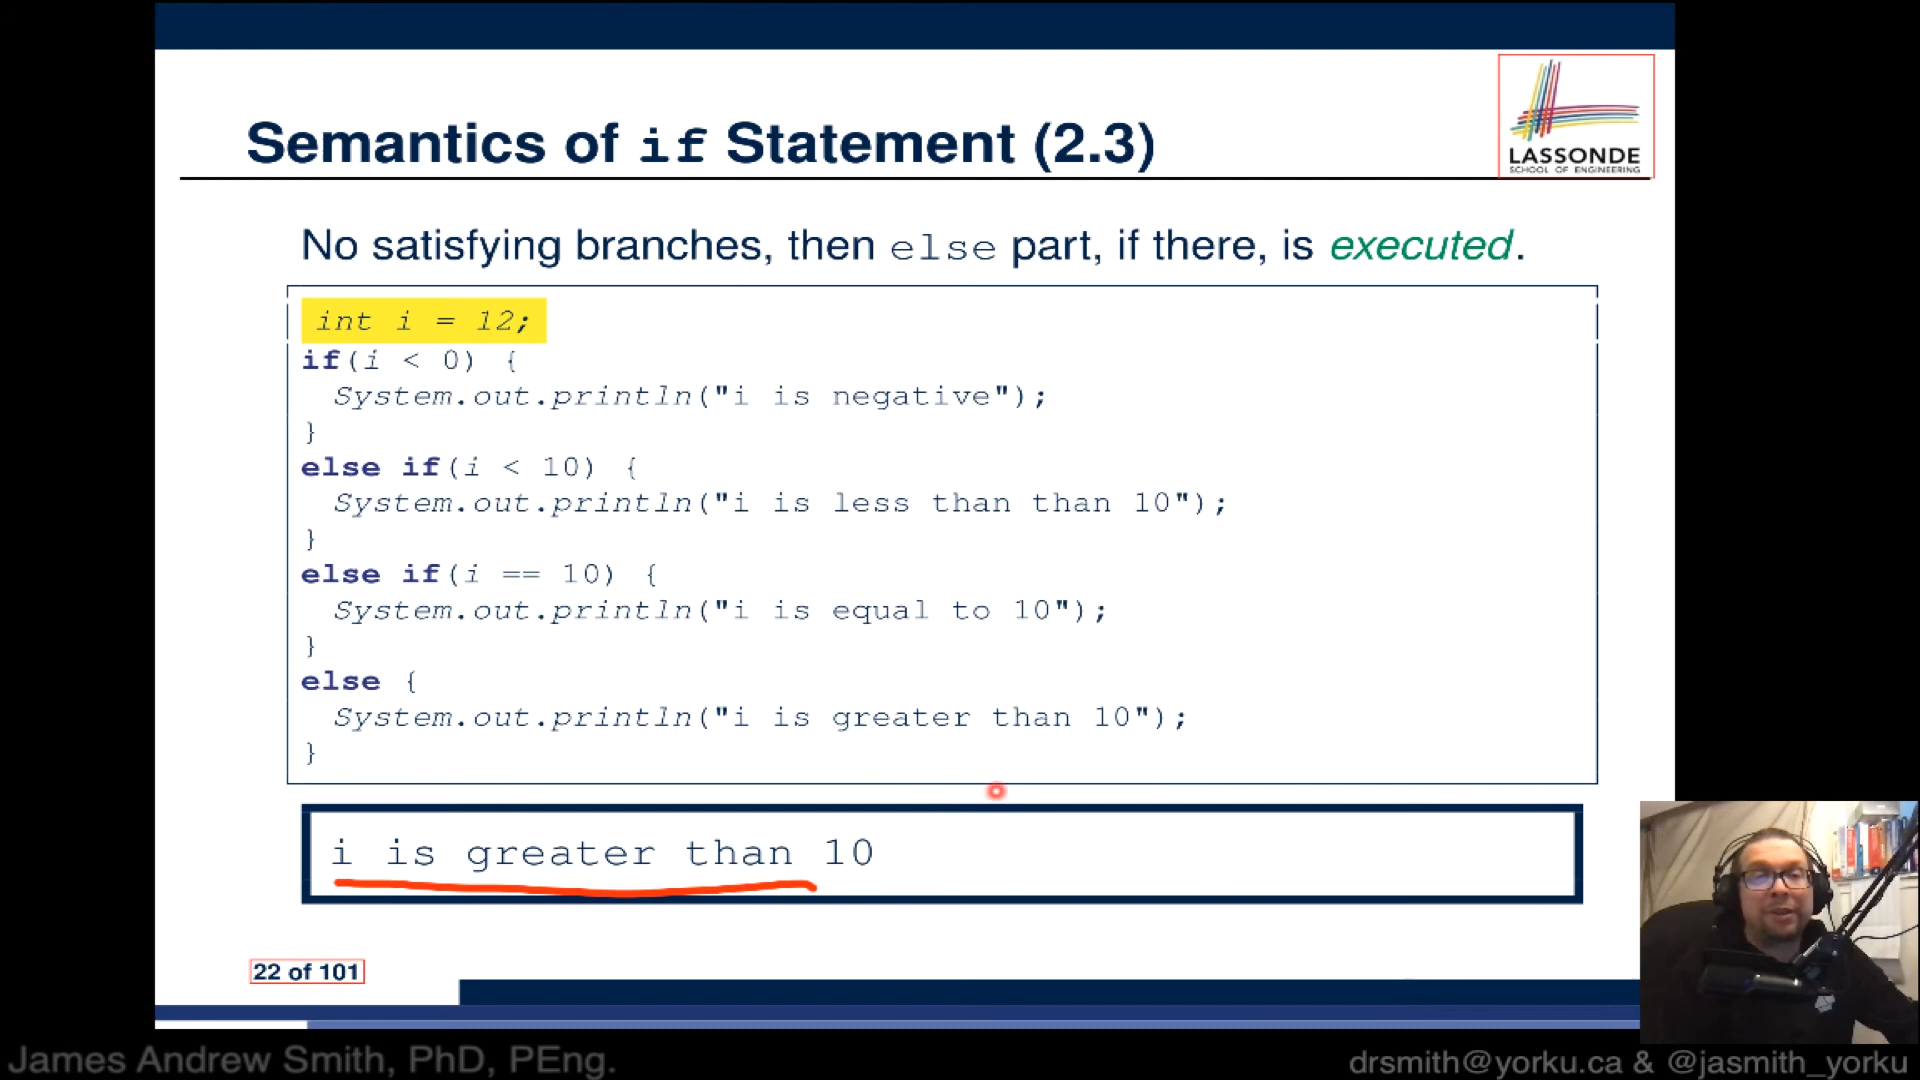 LASSONDE
SCHOOL OF ENGINEERING
Semantics of if Statement (2.3)
No satisfying branches, then else part, if there, is executed.
int i = 12;
if(i < 0) {
System.out.println("i is negative");
}
else if(i < 10) {
System.out.println("i is less than than 10");
}
else if(i == 10) {
System.out.println("i is equal to 10");
}
else {
System.out.println("i is greater than 10");
}
i is greater than 10
22 of 101
James Andrew Smith, PhD, PEng.
drsmith@yorku.ca & @jasmith_yorku